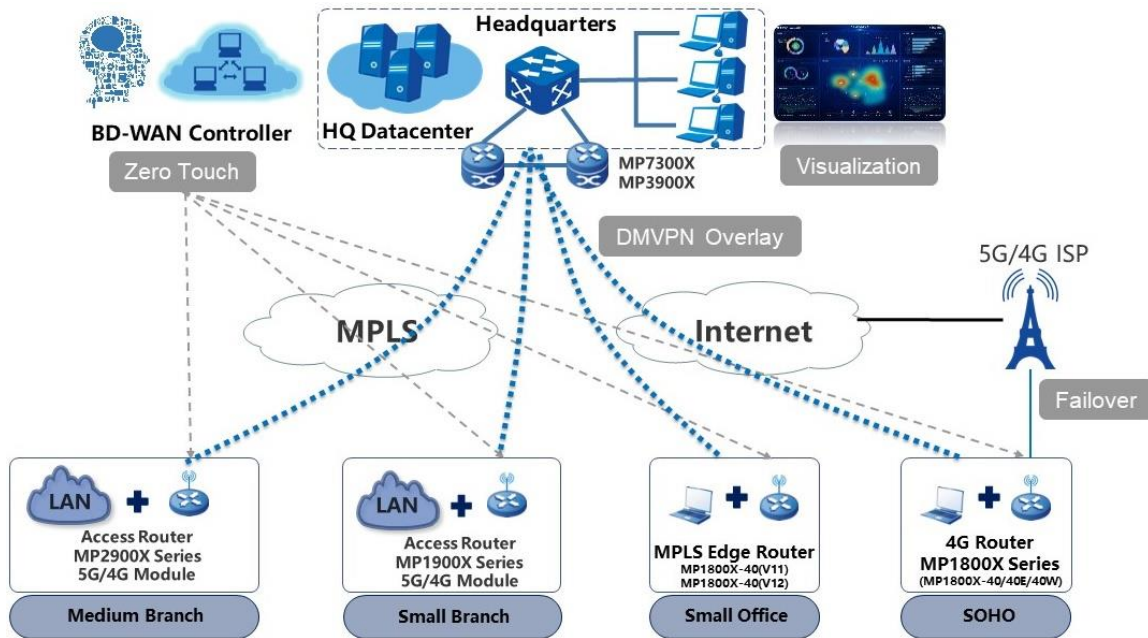 Headquarters
BD-WAN Controller
HQ Datacenter
Zero Touch
MP7300X
MP3900X
Visualization
DMVPN Overlay
5G/4G ISP
MPLS
Internet
Failover
LAN
Access Router
MP2900X Series
5G/4G Module
Medium Branch
LAN
Access Router
MP1900X Series
5G/4G Module
Small Branch
MPLS Edge Router
MP1800X-40(V11)
MP1800X-40(V12)
Small Office
4G Router
MP1800X Series
(MP1800X-40/40E/40W)
SOHO